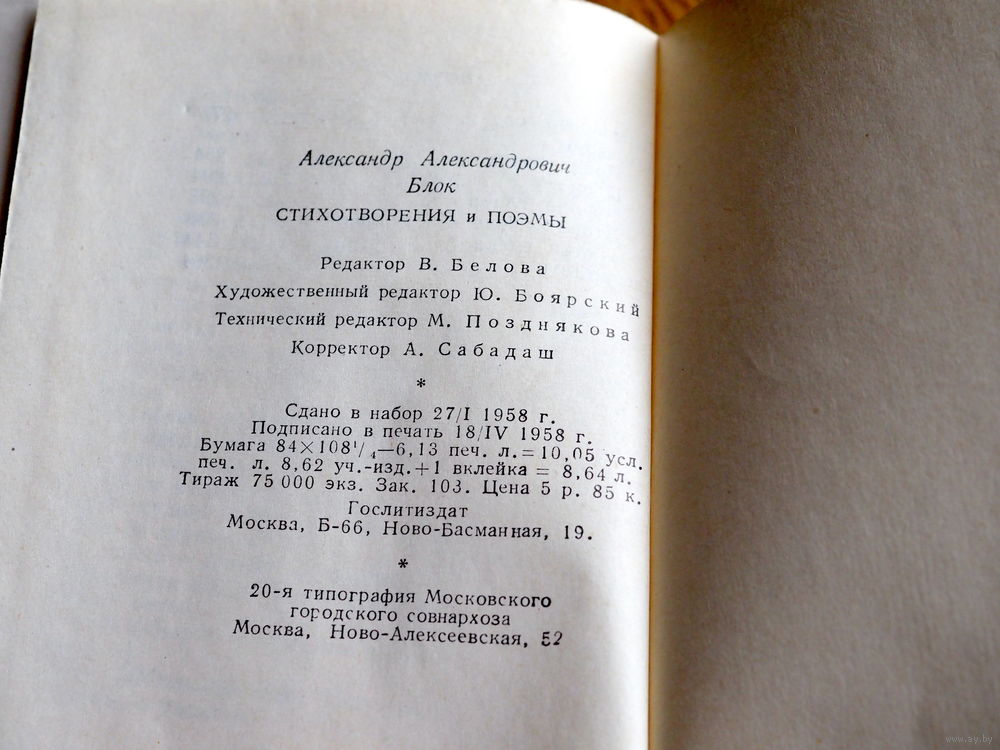 Александр Александрович
Блок
СТИХОТВОРЕНИЯ и ПОЭМЫ
Редактор В. Белова
Художественный редактор Ю. Боярский
Технический редактор М. Позднякова
Корректор А. Сабадаш
*
Сдано в набор 27/I 1958 г.
Подписано в печать 18/IV 1958 г.
Бумага 84×108¹/₄—6,13 печ. л.= 10,05 усл.
печ. л. 8,62 уч.-изд.+1 вклейка = 8,64 л.
Тираж 75 000 экз. Зак. 103. Цена 5 р. 85 к.
Гослитиздат
Москва, Б-66, Ново-Басманная, 19.
*
20-я типография Московского
городского совнархоза
Москва, Ново-Алексеевская, 52
www.ay.by